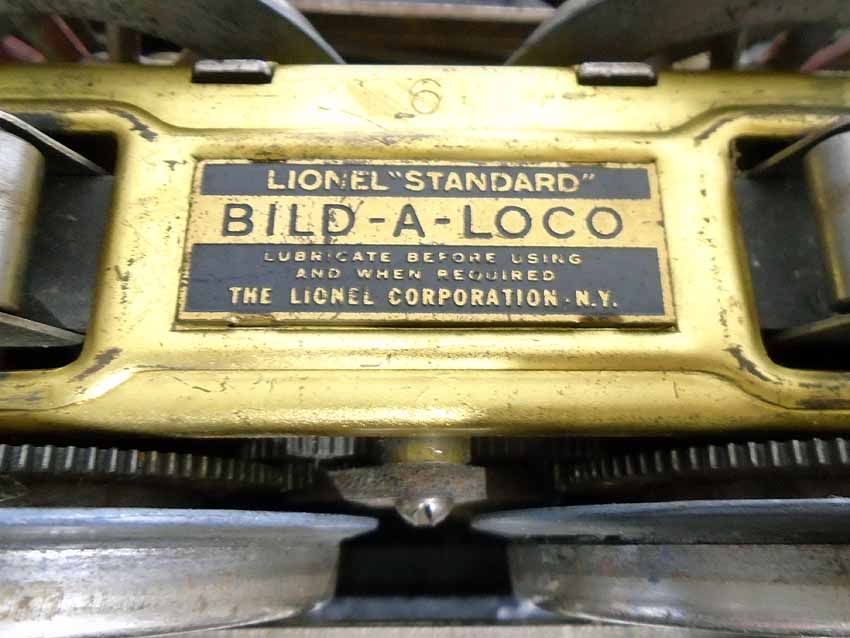 6
LIONEL "STANDARD"
BILD-A-LOCO
LUBRICATE BEFORE USING
AND WHEN REQUIRED
THE LIONEL CORPORATION · N.Y.